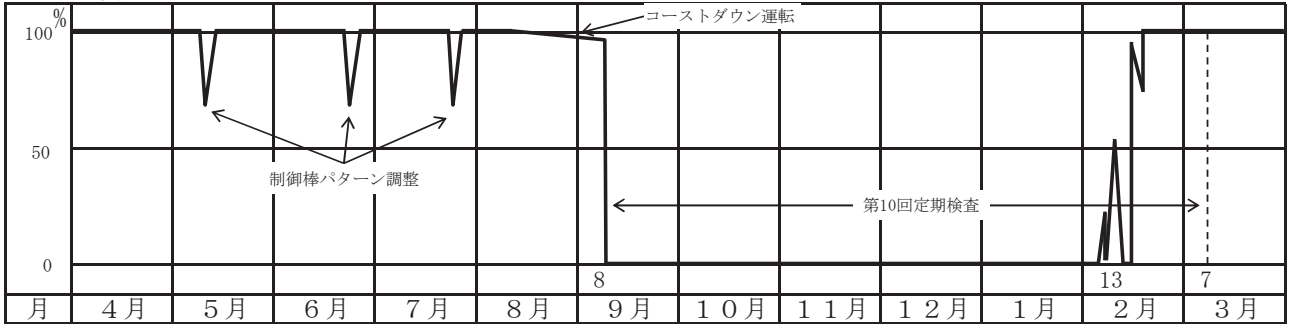 %
コーストダウン運転
100
50
制御棒パターン調整
第10回定期検査
0
8 13 7
月 4月 5月 6月 7月 8月 9月 10月 11月 12月 1月 2月 3月